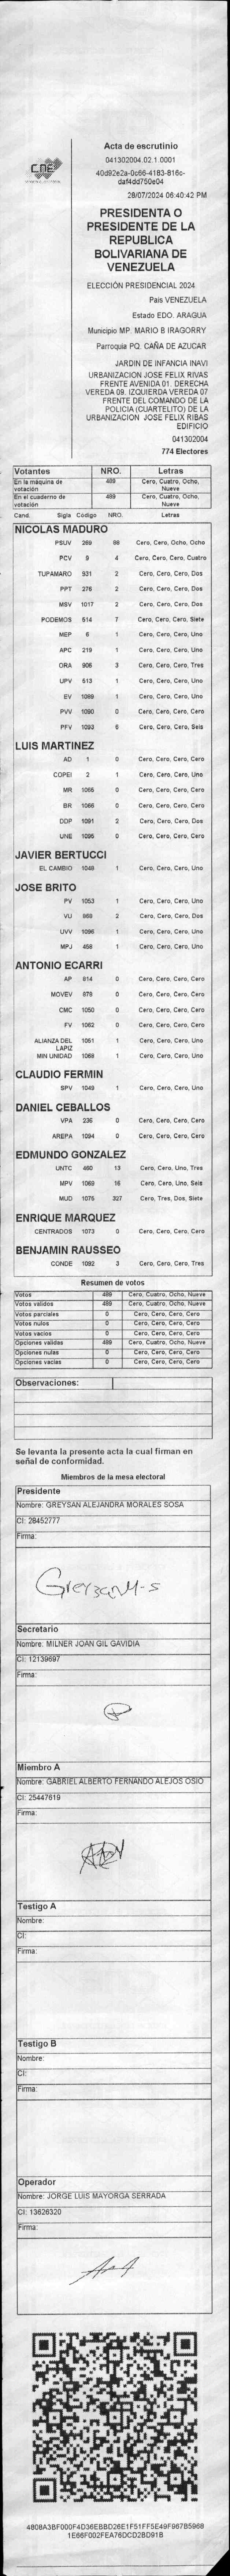 CNE
Acta de escrutinio
041302004.02.1.0001
40d92e2a-0c66-4183-816c-
daf4dd750e04
28/07/2024 06:40:42 PM
PRESIDENTA O
PRESIDENTE DE LA
REPUBLICA
BOLIVARIANA DE
VENEZUELA
ELECCIÓN PRESIDENCIAL 2024
País VENEZUELA
Estado EDO. ARAGUA
Municipio MP. MARIO B IRAGORRY
Parroquia PQ. CAÑA DE AZUCAR
JARDIN DE INFANCIA INAVI
URBANIZACION JOSE FELIX RIVAS
FRENTE AVENIDA 01. DERECHA
VEREDA 09. IZQUIERDA VEREDA 07
FRENTE DEL COMANDO DE LA
POLICIA (CUARTELITO) DE LA
URBANIZACION JOSE FELIX RIBAS
EDIFICIO
041302004
774 Electores
Votantes NRO. Letras
En la máquina de votación 489 Cero, Cuatro, Ocho, Nueve
En el cuaderno de votación 489 Cero, Cuatro, Ocho, Nueve
Cand. Sigla Código NRO. Letras
NICOLAS MADURO
PSUV 269 88 Cero, Cero, Ocho, Ocho
PCV 9 4 Cero, Cero, Cero, Cuatro
TUPAMARO 931 2 Cero, Cero, Cero, Dos
PPT 276 2 Cero, Cero, Cero, Dos
MSV 1017 2 Cero, Cero, Cero, Dos
PODEMOS 514 7 Cero, Cero, Cero, Siete
MEP 6 1 Cero, Cero, Cero, Uno
APC 219 1 Cero, Cero, Cero, Uno
ORA 906 3 Cero, Cero, Cero, Tres
UPV 513 1 Cero, Cero, Cero, Uno
EV 1089 1 Cero, Cero, Cero, Uno
PVV 1090 0 Cero, Cero, Cero, Cero
PFV 1093 6 Cero, Cero, Cero, Seis
LUIS MARTINEZ
AD 1 0 Cero, Cero, Cero, Cero
COPEI 2 1 Cero, Cero, Cero, Uno
MR 1055 0 Cero, Cero, Cero, Cero
BR 1066 0 Cero, Cero, Cero, Cero
DDP 1091 2 Cero, Cero, Cero, Dos
UNE 1095 0 Cero, Cero, Cero, Cero
JAVIER BERTUCCI
EL CAMBIO 1046 1 Cero, Cero, Cero, Uno
JOSE BRITO
PV 1053 1 Cero, Cero, Cero, Uno
VU 968 2 Cero, Cero, Cero, Dos
UVV 1096 1 Cero, Cero, Cero, Uno
MPJ 458 1 Cero, Cero, Cero, Uno
ANTONIO ECARRI
AP 814 0 Cero, Cero, Cero, Cero
MOVEV 978 0 Cero, Cero, Cero, Cero
CMC 1050 0 Cero, Cero, Cero, Cero
FV 1062 0 Cero, Cero, Cero, Cero
ALIANZA DEL LAPIZ 1051 1 Cero, Cero, Cero, Uno
MIN UNIDAD 1068 1 Cero, Cero, Cero, Uno
CLAUDIO FERMIN
SPV 1049 1 Cero, Cero, Cero, Uno
DANIEL CEBALLOS
VPA 236 0 Cero, Cero, Cero, Cero
AREPA 1094 0 Cero, Cero, Cero, Cero
EDMUNDO GONZALEZ
UNTC 480 13 Cero, Cero, Uno, Tres
MPV 1069 16 Cero, Cero, Uno, Seis
MUD 1075 327 Cero, Tres, Dos, Siete
ENRIQUE MARQUEZ
CENTRADOS 1073 0 Cero, Cero, Cero, Cero
BENJAMIN RAUSSEO
CONDE 1092 3 Cero, Cero, Cero, Tres
Resumen de votos
Votos 489 Cero, Cuatro, Ocho, Nueve
Votos válidos 489 Cero, Cuatro, Ocho, Nueve
Votos parciales 0 Cero, Cero, Cero, Cero
Votos nulos 0 Cero, Cero, Cero, Cero
Votos vacíos 0 Cero, Cero, Cero, Cero
Opciones válidas 489 Cero, Cuatro, Ocho, Nueve
Opciones nulas 0 Cero, Cero, Cero, Cero
Opciones vacías 0 Cero, Cero, Cero, Cero
Observaciones:
Se levanta la presente acta la cual firman en
señal de conformidad.
Miembros de la mesa electoral
Presidente
Nombre: GREYSAN ALEJANDRA MORALES SOSA
CI: 28452777
Firma:
Secretario
Nombre: MILNER JOAN GIL GAVIDIA
CI: 12139697
Firma:
Miembro A
Nombre: GABRIEL ALBERTO FERNANDO ALEJOS OSIO
CI: 25447619
Firma:
Testigo A
Nombre:
CI:
Firma:
Testigo B
Nombre:
CI:
Firma:
Operador
Nombre: JORGE LUIS MAYORGA SERRADA
CI: 13626320
Firma:
4808A3BF000F4D36EBBD26E1F51FF5E49F967B5968
1E66F002FEA76DCD2BD91B